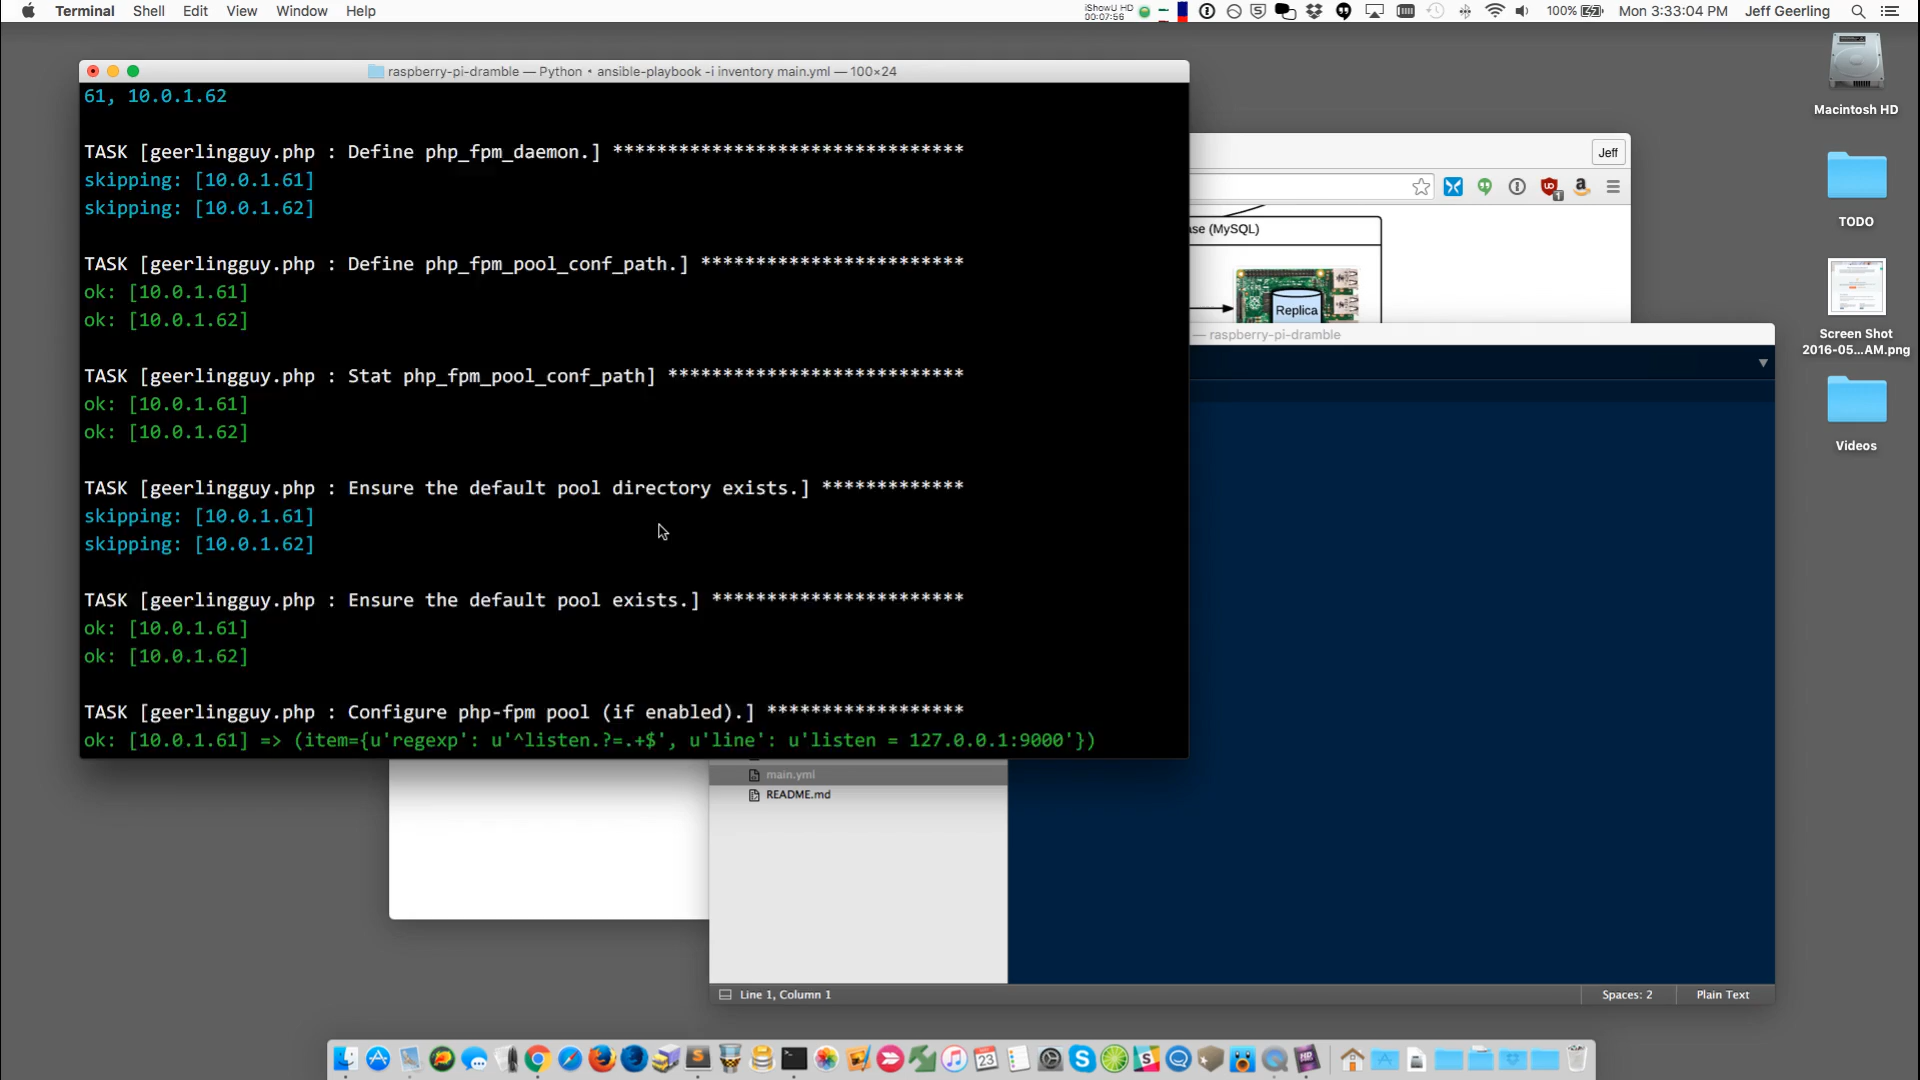 Terminal Shell Edit View Window Help
iShowU HD
00:07:56
100% Mon 3:33:04 PM Jeff Geerling
raspberry-pi-dramble — Python • ansible-playbook -i inventory main.yml — 100×24
61, 10.0.1.62
TASK [geerlingguy.php : Define php_fpm_daemon.] ********************************
skipping: [10.0.1.61]
skipping: [10.0.1.62]
TASK [geerlingguy.php : Define php_fpm_pool_conf_path.] ************************
ok: [10.0.1.61]
ok: [10.0.1.62]
TASK [geerlingguy.php : Stat php_fpm_pool_conf_path] ***************************
ok: [10.0.1.61]
ok: [10.0.1.62]
TASK [geerlingguy.php : Ensure the default pool directory exists.] *************
skipping: [10.0.1.61]
skipping: [10.0.1.62]
TASK [geerlingguy.php : Ensure the default pool exists.] ***********************
ok: [10.0.1.61]
ok: [10.0.1.62]
TASK [geerlingguy.php : Configure php-fpm pool (if enabled).] ******************
ok: [10.0.1.61] => (item={u'regexp': u'^listen.?=.+$', u'line': u'listen = 127.0.0.1:9000'})
Jeff
ase (MySQL)
Replica
— raspberry-pi-dramble
main.yml
README.md
Line 1, Column 1
Spaces: 2
Plain Text
Macintosh HD
TODO
Screen Shot
2016-05...AM.png
Videos
23